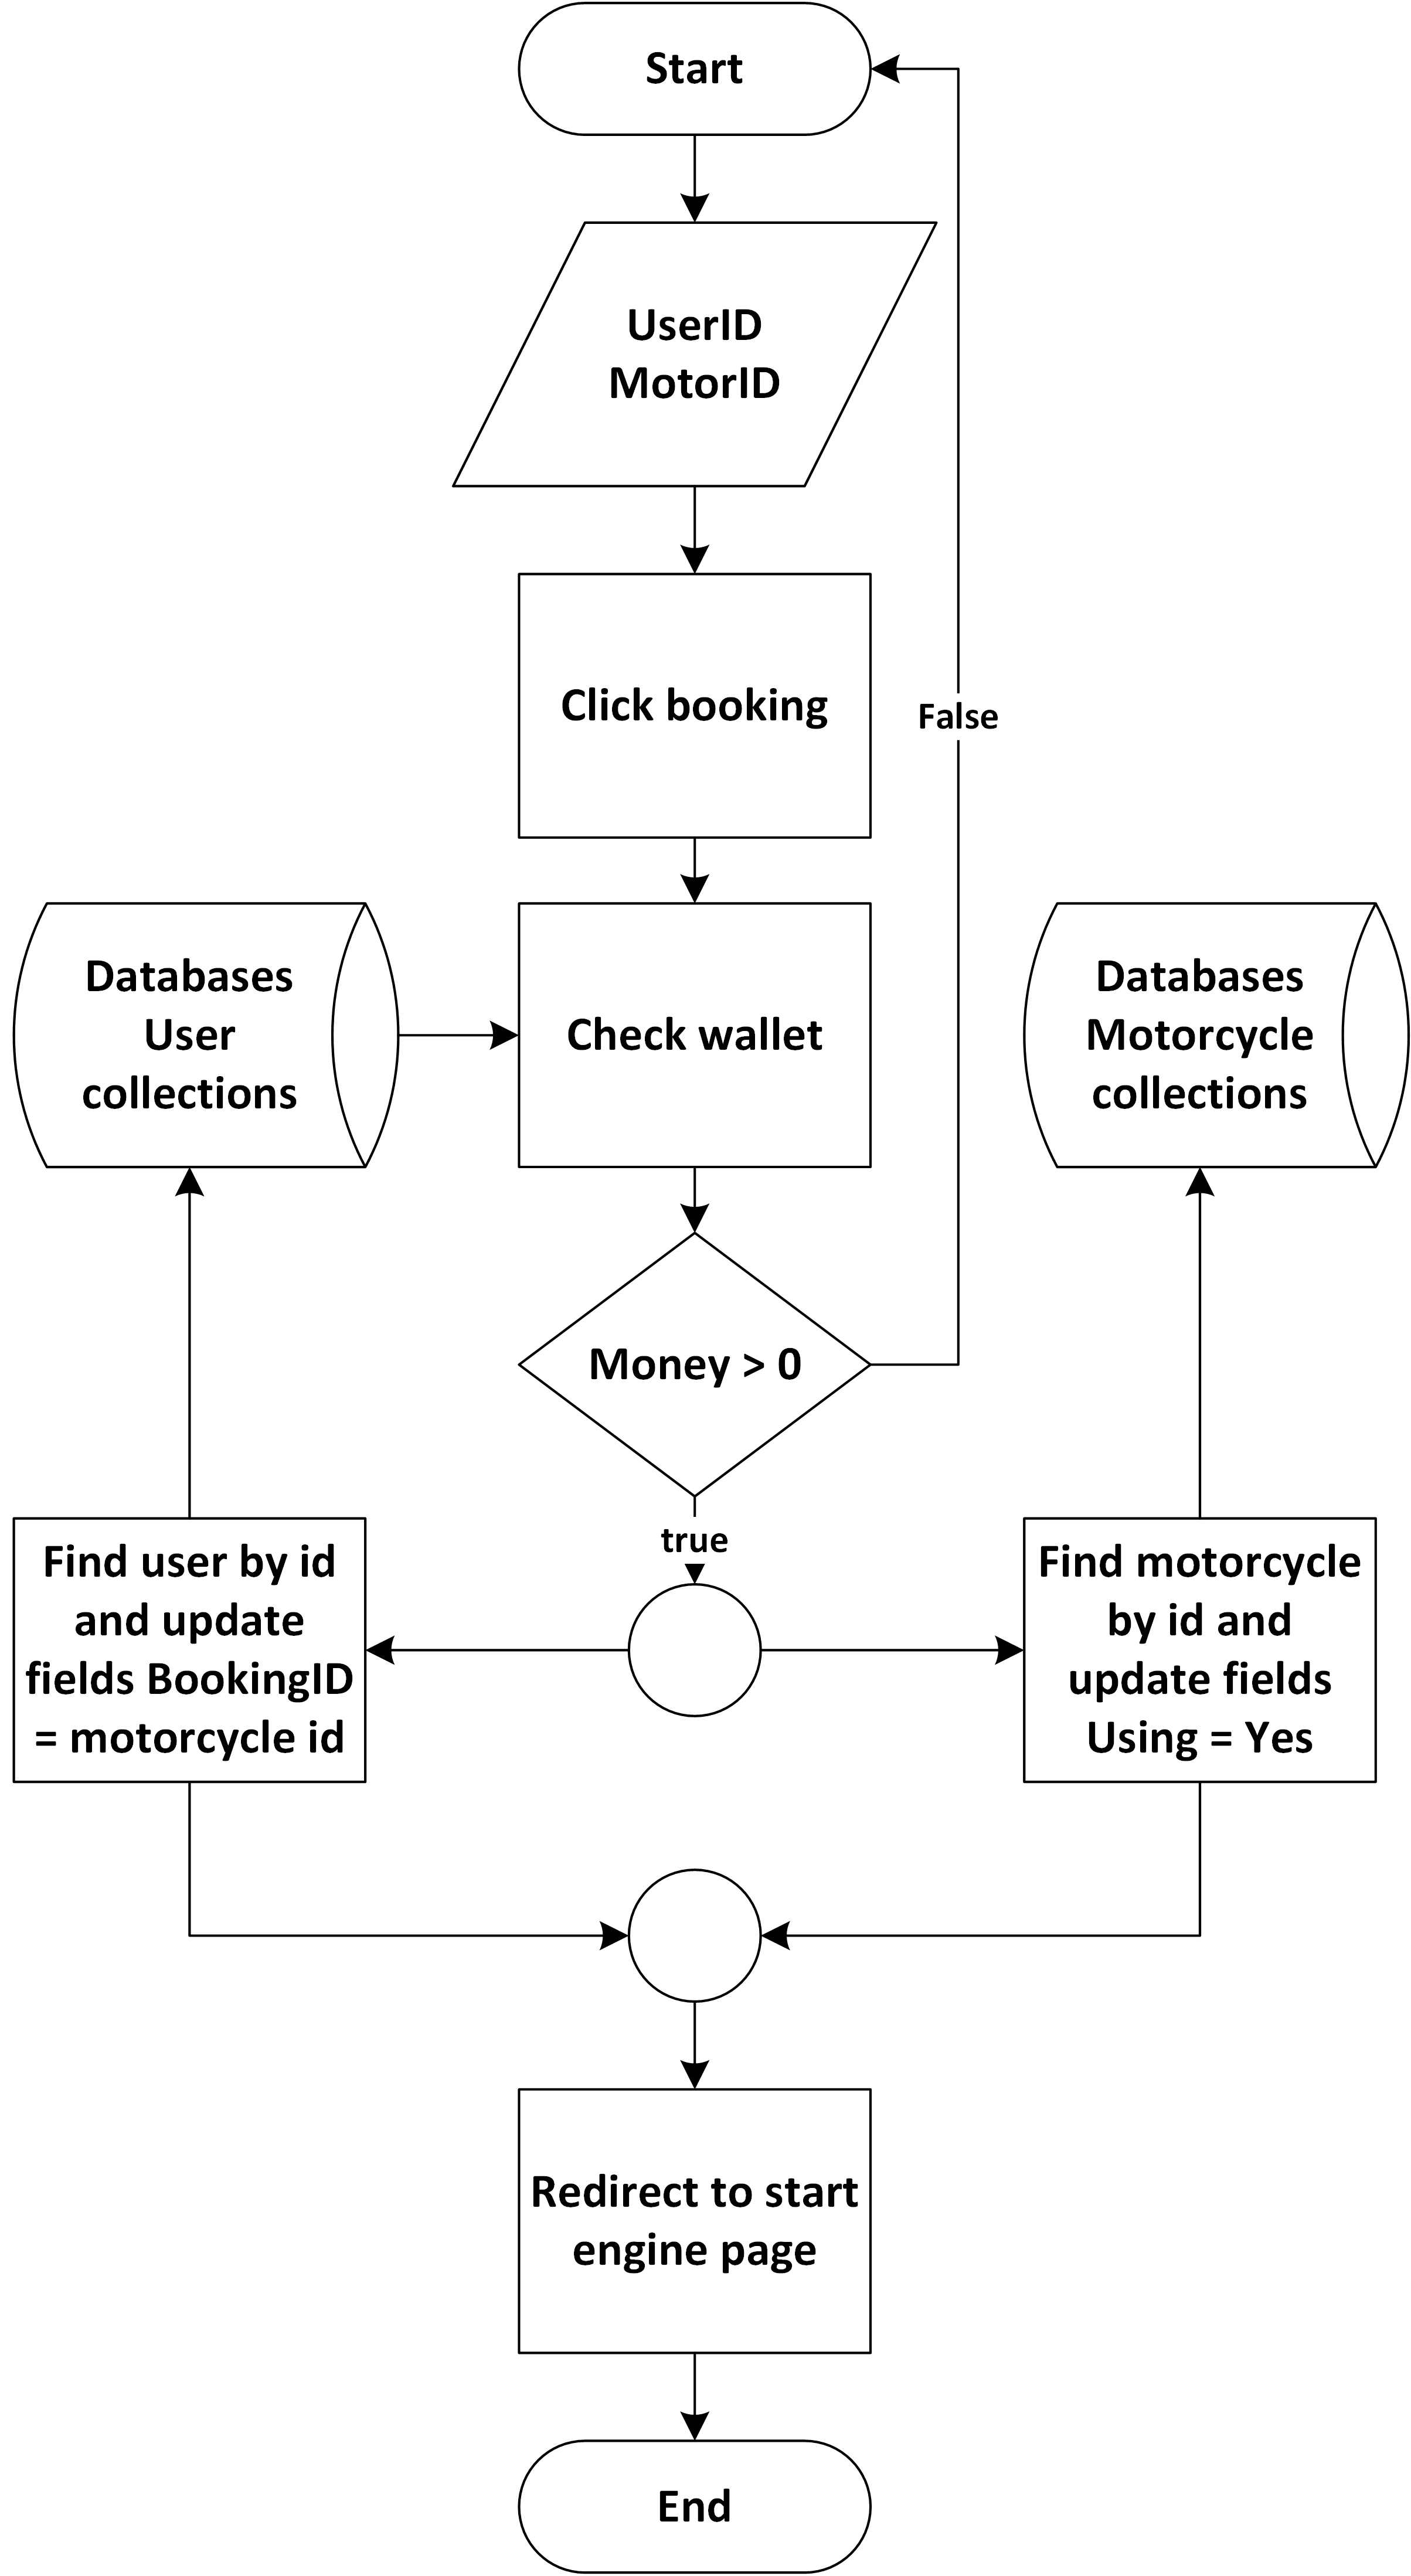 Start
UserID
MotorID
Click booking
False
Databases
User
collections
Check wallet
Databases
Motorcycle
collections
Money > 0
true
Find user by id
and update
fields BookingID
= motorcycle id
Find motorcycle
by id and
update fields
Using = Yes
Redirect to start
engine page
End